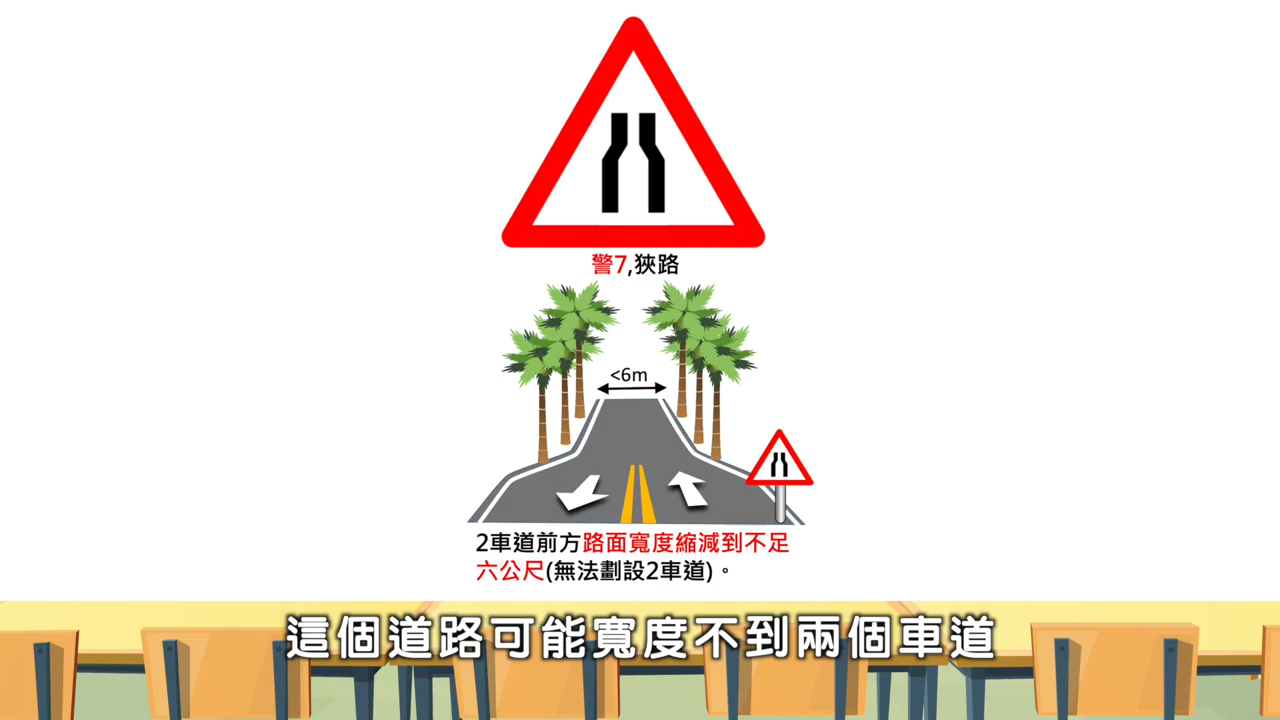 警7,狹路
<6m
2車道前方路面寬度縮減到不足
六公尺(無法劃設2車道)。
這個道路可能寬度不到兩個車道